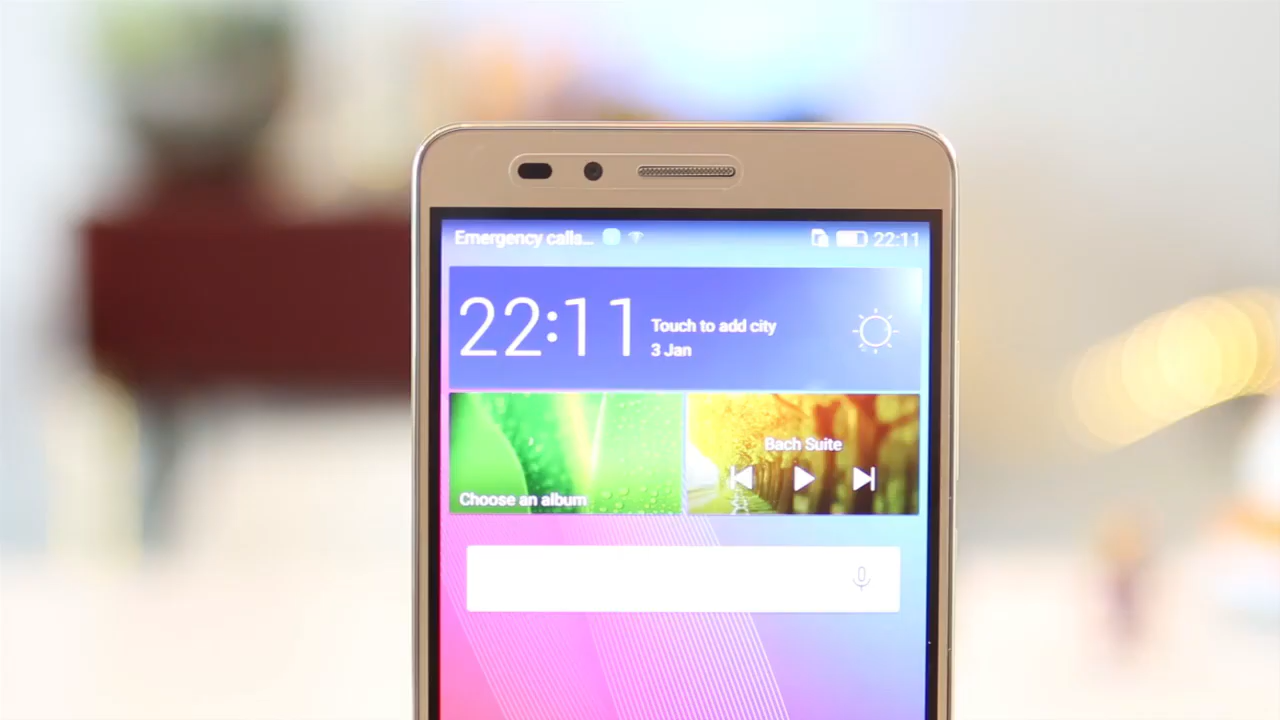 Emergency calls... 22:11
22:11
Touch to add city
3 Jan
Bach Suite
Choose an album